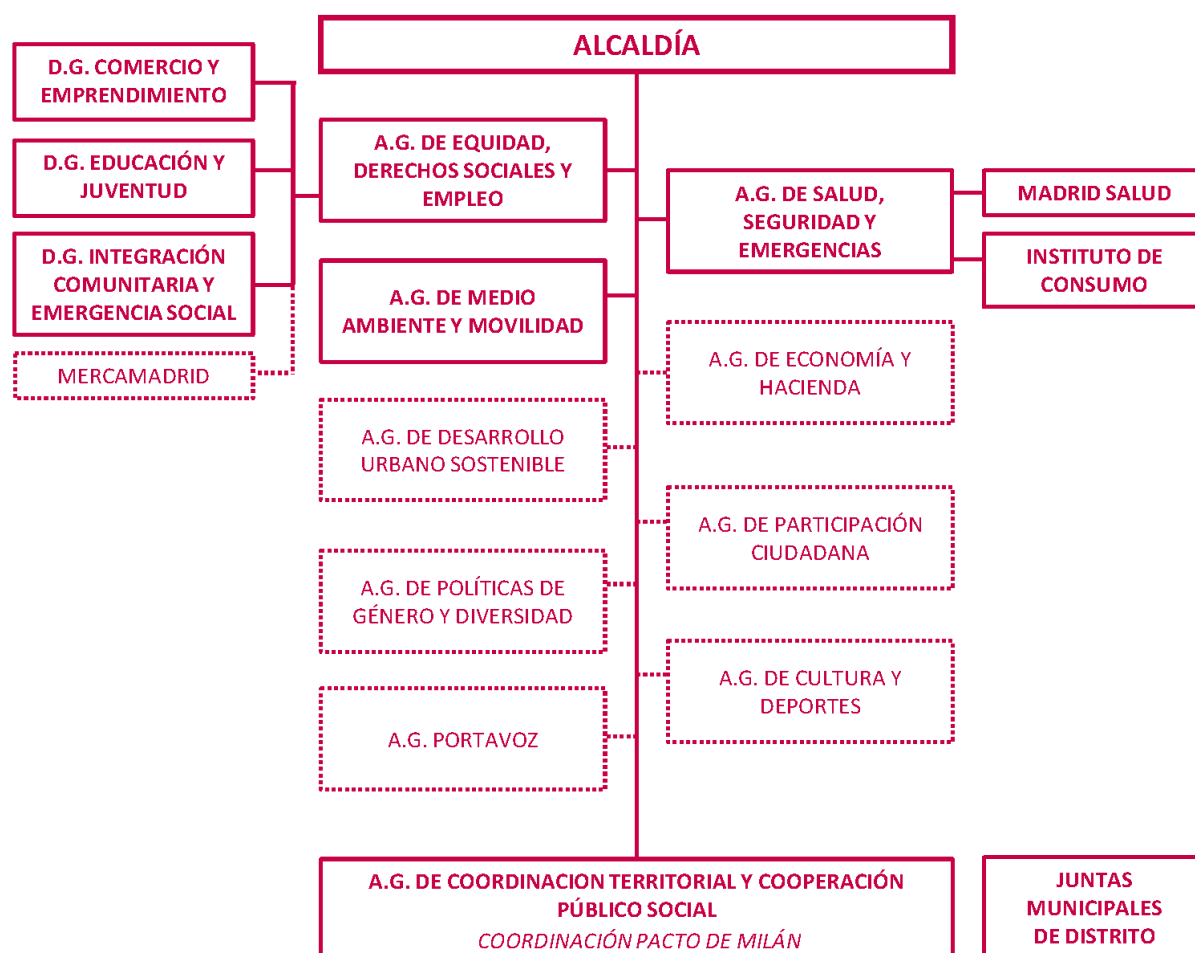 ALCALDÍA
D.G. COMERCIO Y
EMPRENDIMIENTO
D.G. EDUCACIÓN Y
JUVENTUD
D.G. INTEGRACIÓN
COMUNITARIA Y
EMERGENCIA SOCIAL
MERCAMADRID
A.G. DE EQUIDAD,
DERECHOS SOCIALES Y
EMPLEO
A.G. DE MEDIO
AMBIENTE Y MOVILIDAD
A.G. DE DESARROLLO
URBANO SOSTENIBLE
A.G. DE POLÍTICAS DE
GÉNERO Y DIVERSIDAD
A.G. PORTAVOZ
A.G. DE SALUD,
SEGURIDAD Y
EMERGENCIAS
MADRID SALUD
INSTITUTO DE
CONSUMO
A.G. DE ECONOMÍA Y
HACIENDA
A.G. DE PARTICIPACIÓN
CIUDADANA
A.G. DE CULTURA Y
DEPORTES
A.G. DE COORDINACION TERRITORIAL Y COOPERACIÓN
PÚBLICO SOCIAL
COORDINACIÓN PACTO DE MILÁN
JUNTAS
MUNICIPALES
DE DISTRITO